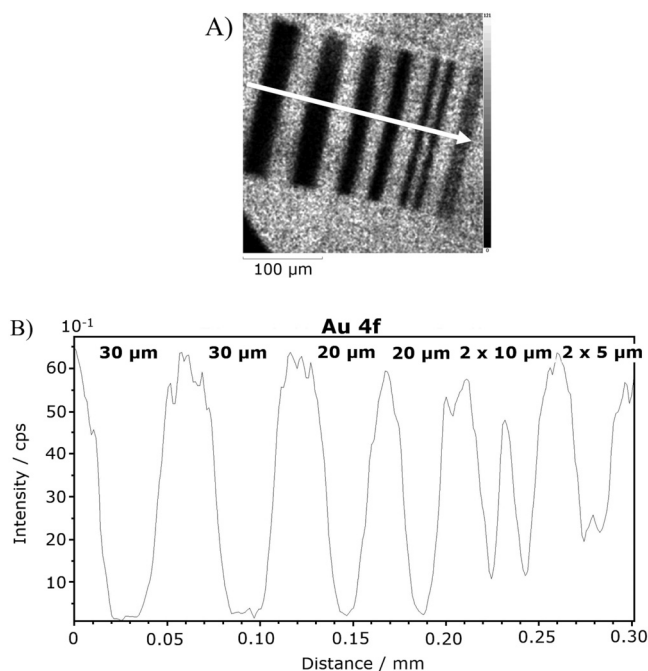 A)
121
0
100 µm
B)
10⁻¹
Au 4f
30 µm 30 µm 20 µm 20 µm 2 x 10 µm 2 x 5 µm
60
50
40
30
20
10
Intensity / cps
0 0.05 0.10 0.15 0.20 0.25 0.30
Distance / mm